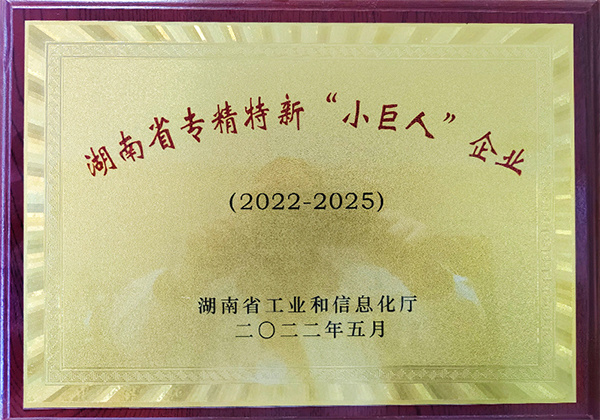 湖南省专精特新“小巨人”企业
(2022-2025)
湖南省工业和信息化厅
二〇二二年五月